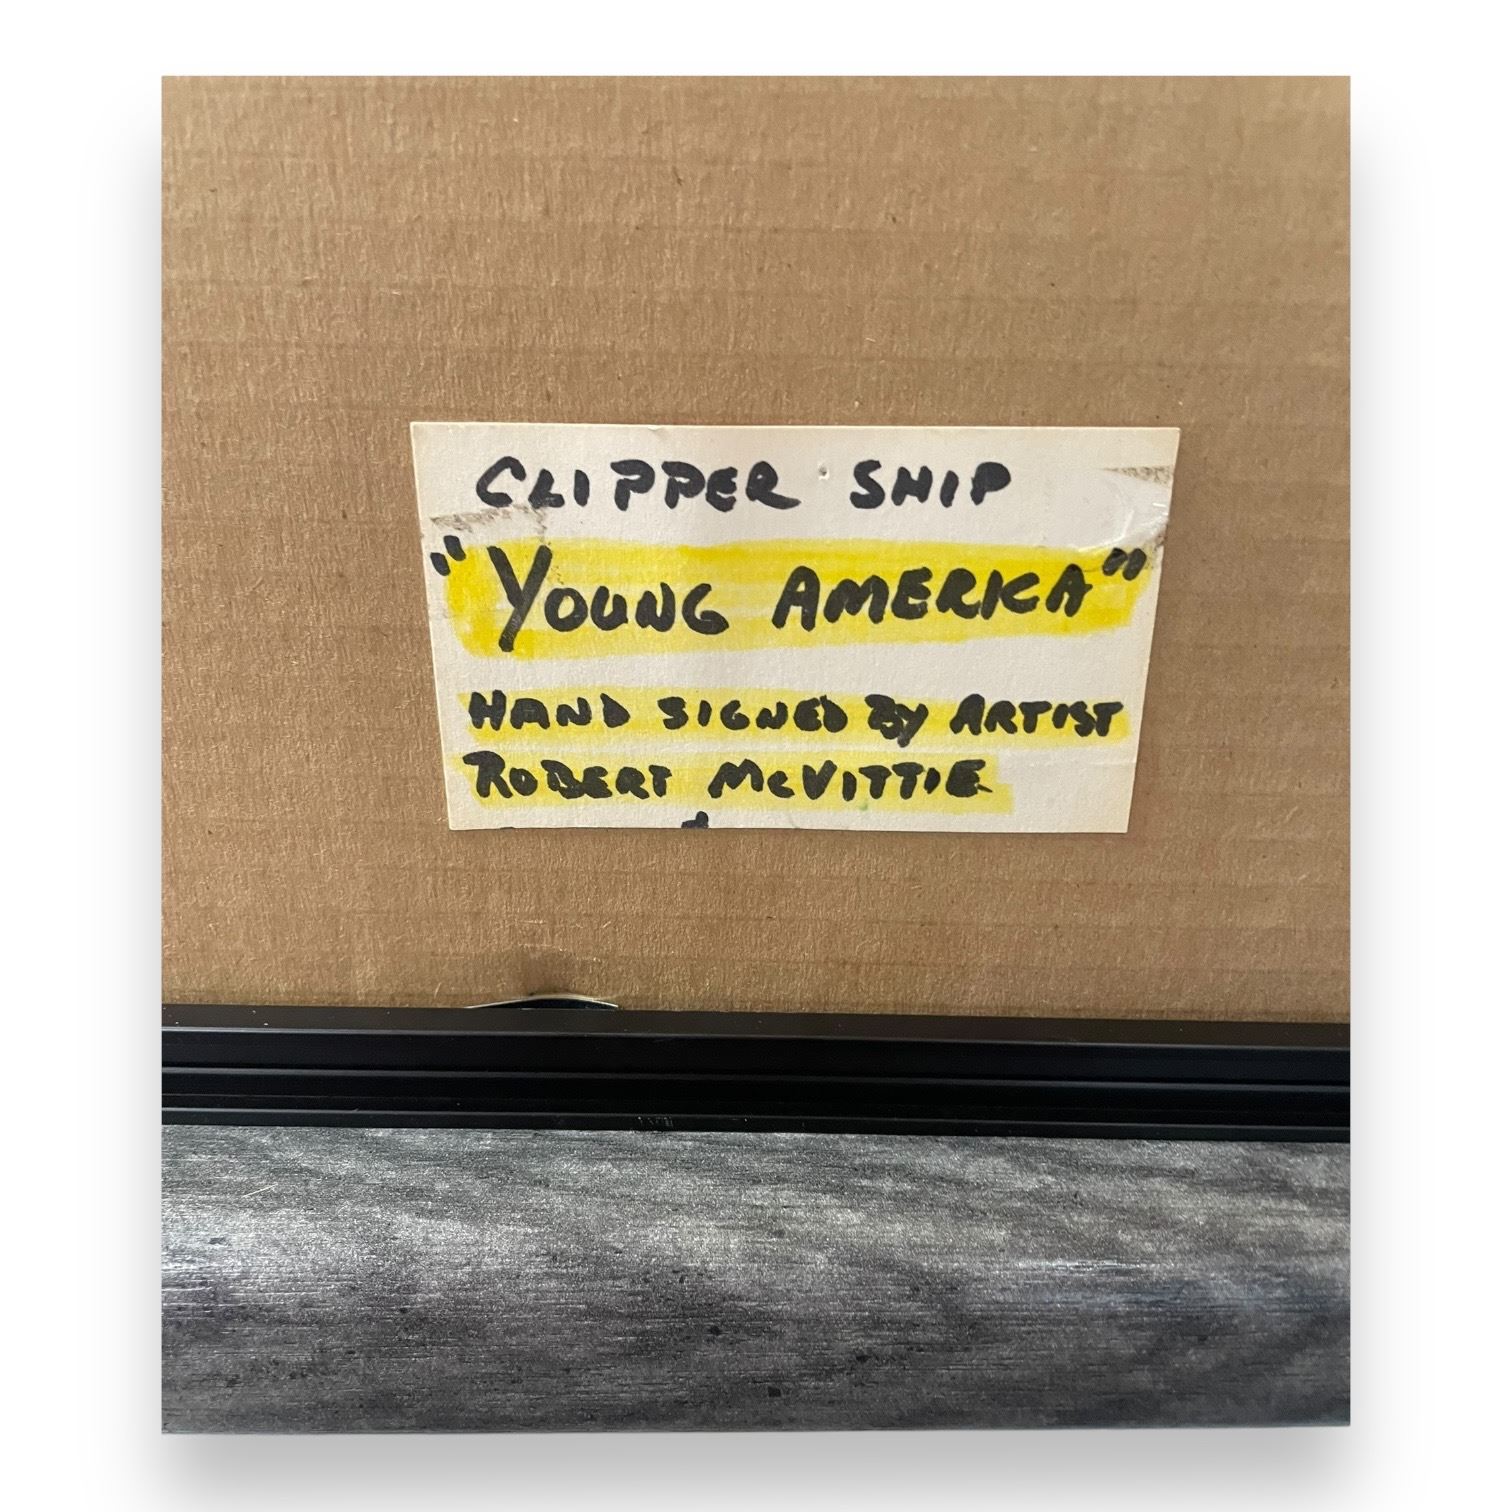 CLIPPER SHIP
"YOUNG AMERICA"
HAND SIGNED By ARTIST
ROBERT McVITTIE